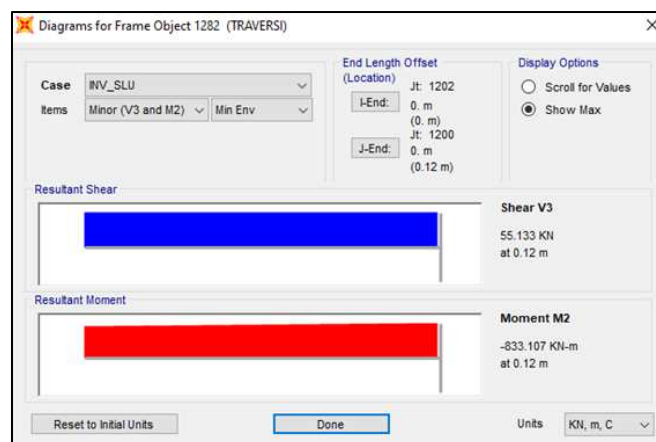 Diagrams for Frame Object 1282 (TRAVERSI)
Case INV_SLU
Items Minor (V3 and M2) Min Env
End Length Offset
(Location)
Jt: 1202
I-End: 0. m
(0. m)
Jt: 1200
J-End: 0. m
(0.12 m)
Display Options
Scroll for Values
Show Max
Resultant Shear
Shear V3
55.133 KN
at 0.12 m
Resultant Moment
Moment M2
-833.107 KN-m
at 0.12 m
Reset to Initial Units Done Units KN, m, C